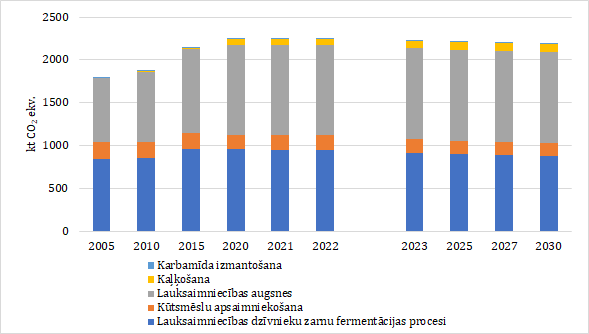 2500
2000
1500
1000
500
0
kt CO₂ ekv.
2005 2010 2015 2020 2021 2022 2023 2025 2027 2030
Karbamīda izmantošana
Kaļķošana
Lauksaimniecības augsnes
Kūtsmēslu apsaimniekošana
Lauksaimniecības dzīvnieku zarnu fermentācijas procesi